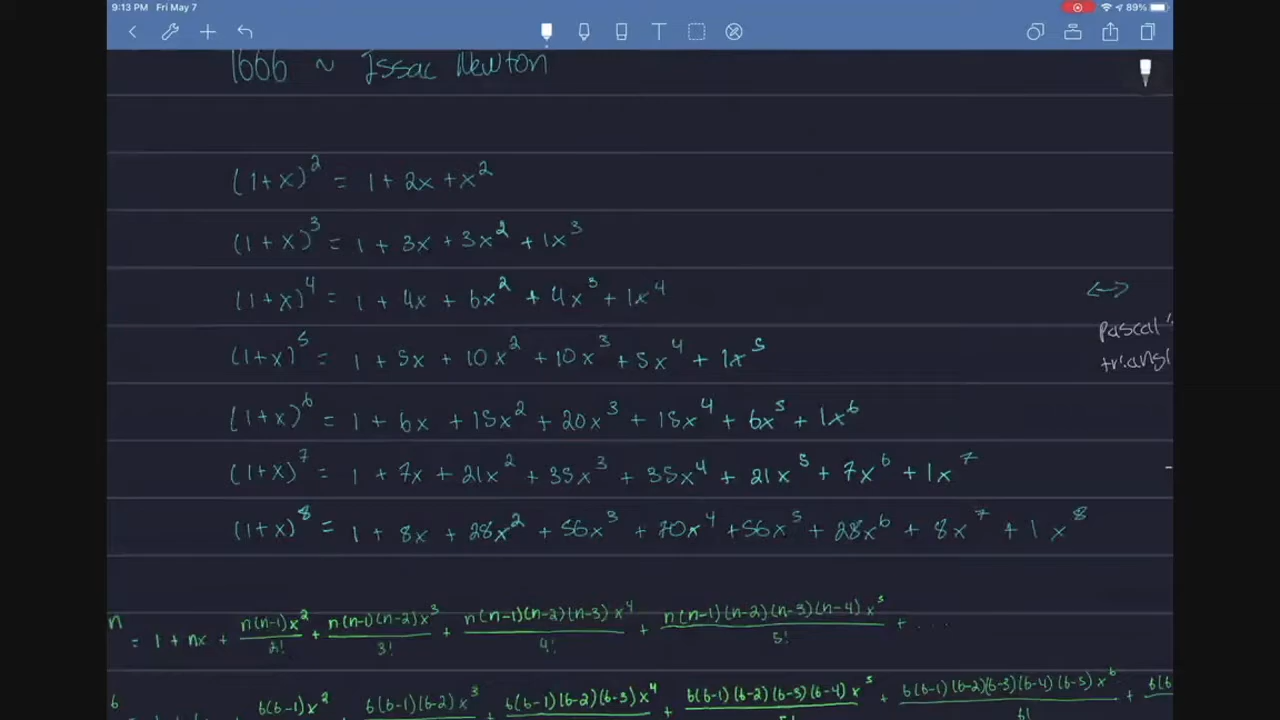 9:13 PM Fri May 7
89%
T
1666 ~ Issac Newton
(1+x)² = 1 + 2x + x²
(1+x)³ = 1 + 3x + 3x² + 1x³
(1+x)⁴ = 1 + 4x + 6x² + 4x³ + 1x⁴
(1+x)⁵ = 1 + 5x + 10x² + 10x³ + 5x⁴ + 1x⁵
(1+x)⁶ = 1 + 6x + 15x² + 20x³ + 15x⁴ + 6x⁵ + 1x⁶
(1+x)⁷ = 1 + 7x + 21x² + 35x³ + 35x⁴ + 21x⁵ + 7x⁶ + 1x⁷
(1+x)⁸ = 1 + 8x + 28x² + 56x³ + 70x⁴ + 56x⁵ + 28x⁶ + 8x⁷ + 1x⁸
↔
Pascal'
triangl
n = 1 + nx + n(n-1)x²/2! + n(n-1)(n-2)x³/3! + n(n-1)(n-2)(n-3)x⁴/4! + n(n-1)(n-2)(n-3)(n-4)x⁵/5! + ....
6 6(6-1)x² + 6(6-1)(6-2)x³ + 6(6-1)(6-2)(6-3)x⁴ + 6(6-1)(6-2)(6-3)(6-4)x⁵ + 6(6-1)(6-2)(6-3)(6-4)(6-5)x⁶/6! + 6(6